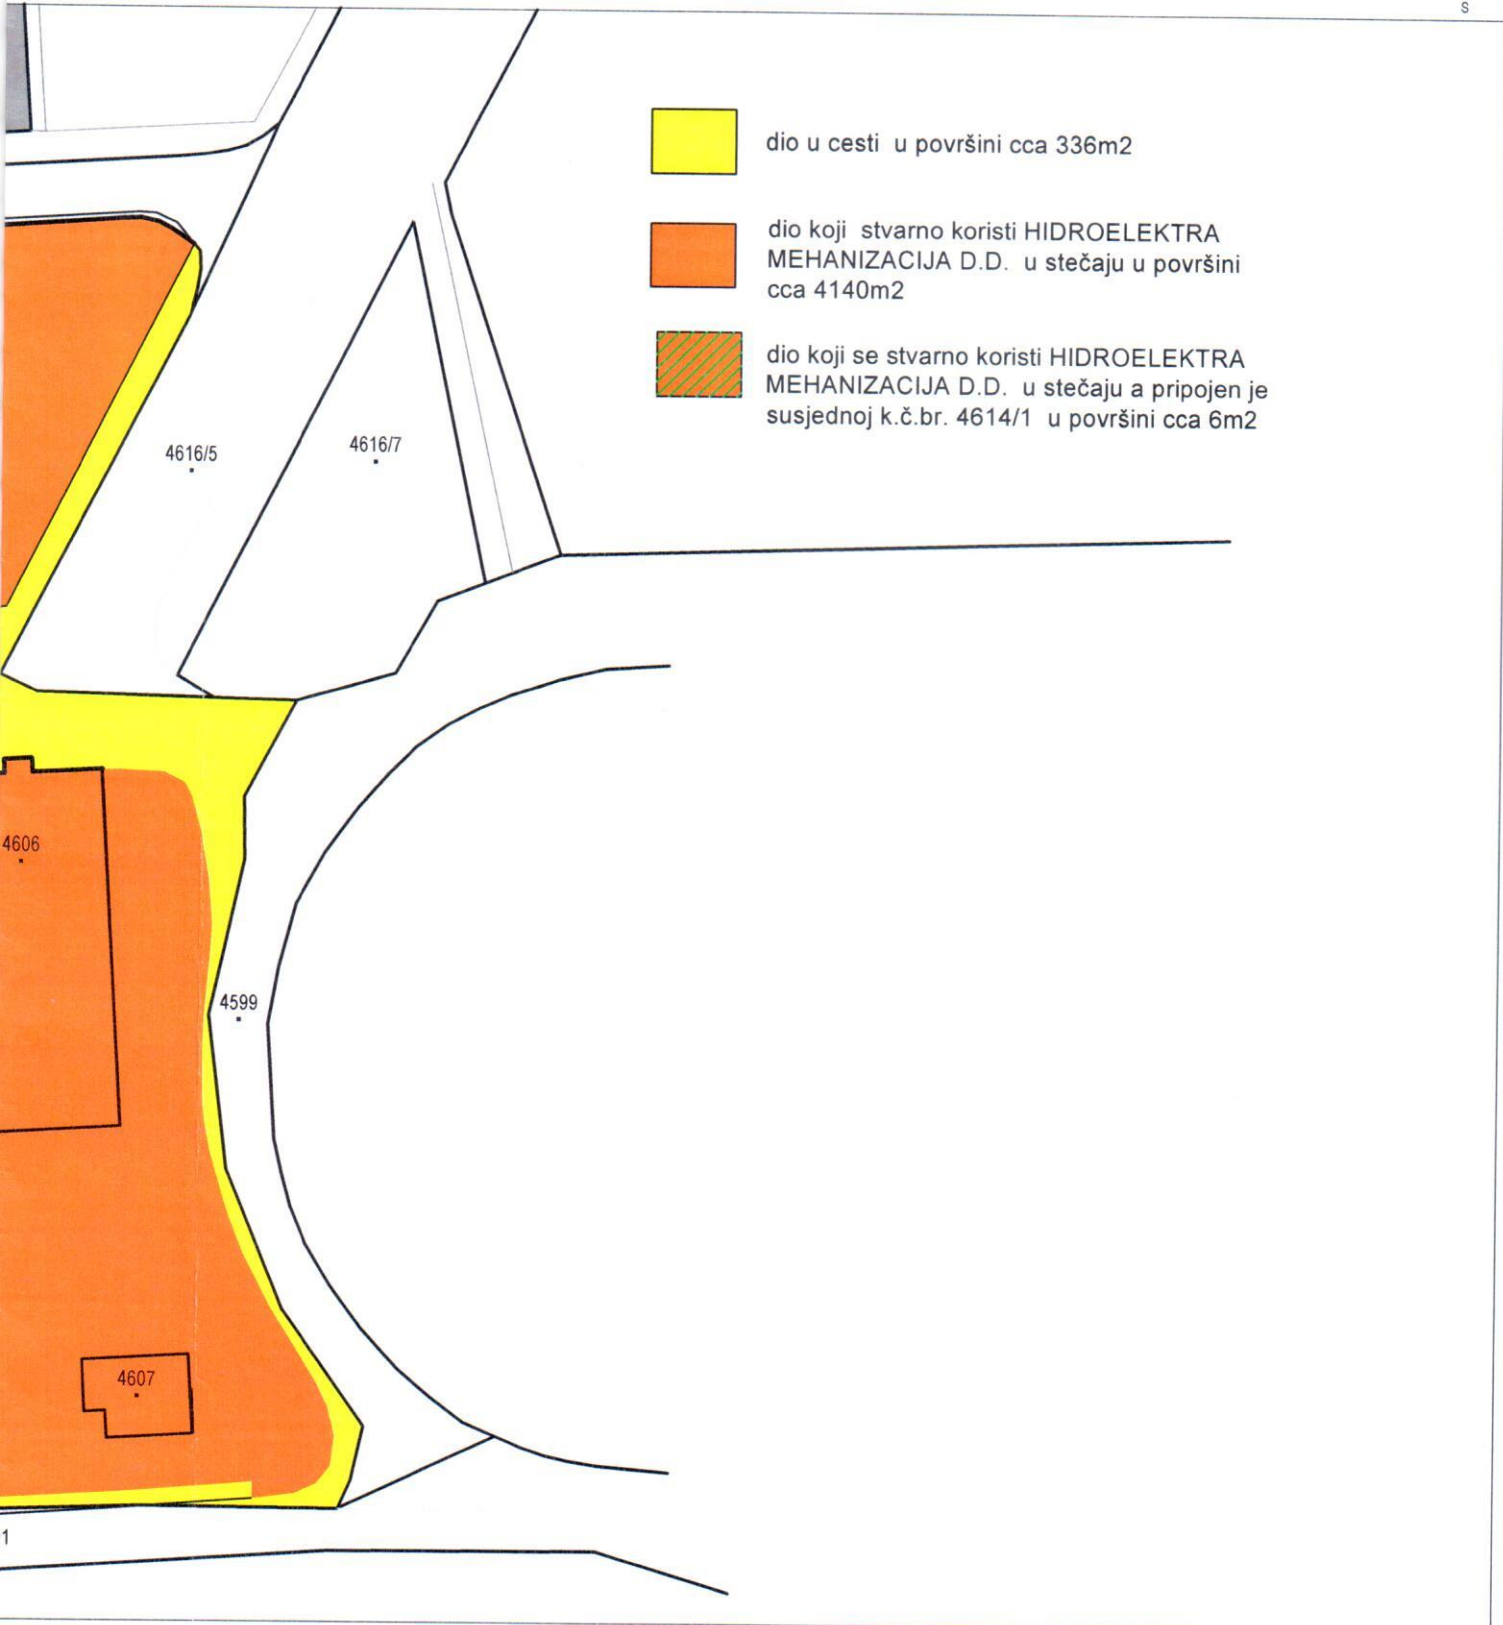 S
dio u cesti u površini cca 336m2
dio koji stvarno koristi HIDROELEKTRA
MEHANIZACIJA D.D. u stečaju u površini
cca 4140m2
dio koji se stvarno koristi HIDROELEKTRA
MEHANIZACIJA D.D. u stečaju a pripojen je
susjednoj k.č.br. 4614/1 u površini cca 6m2
4616/5
4616/7
4606
4599
4607
1